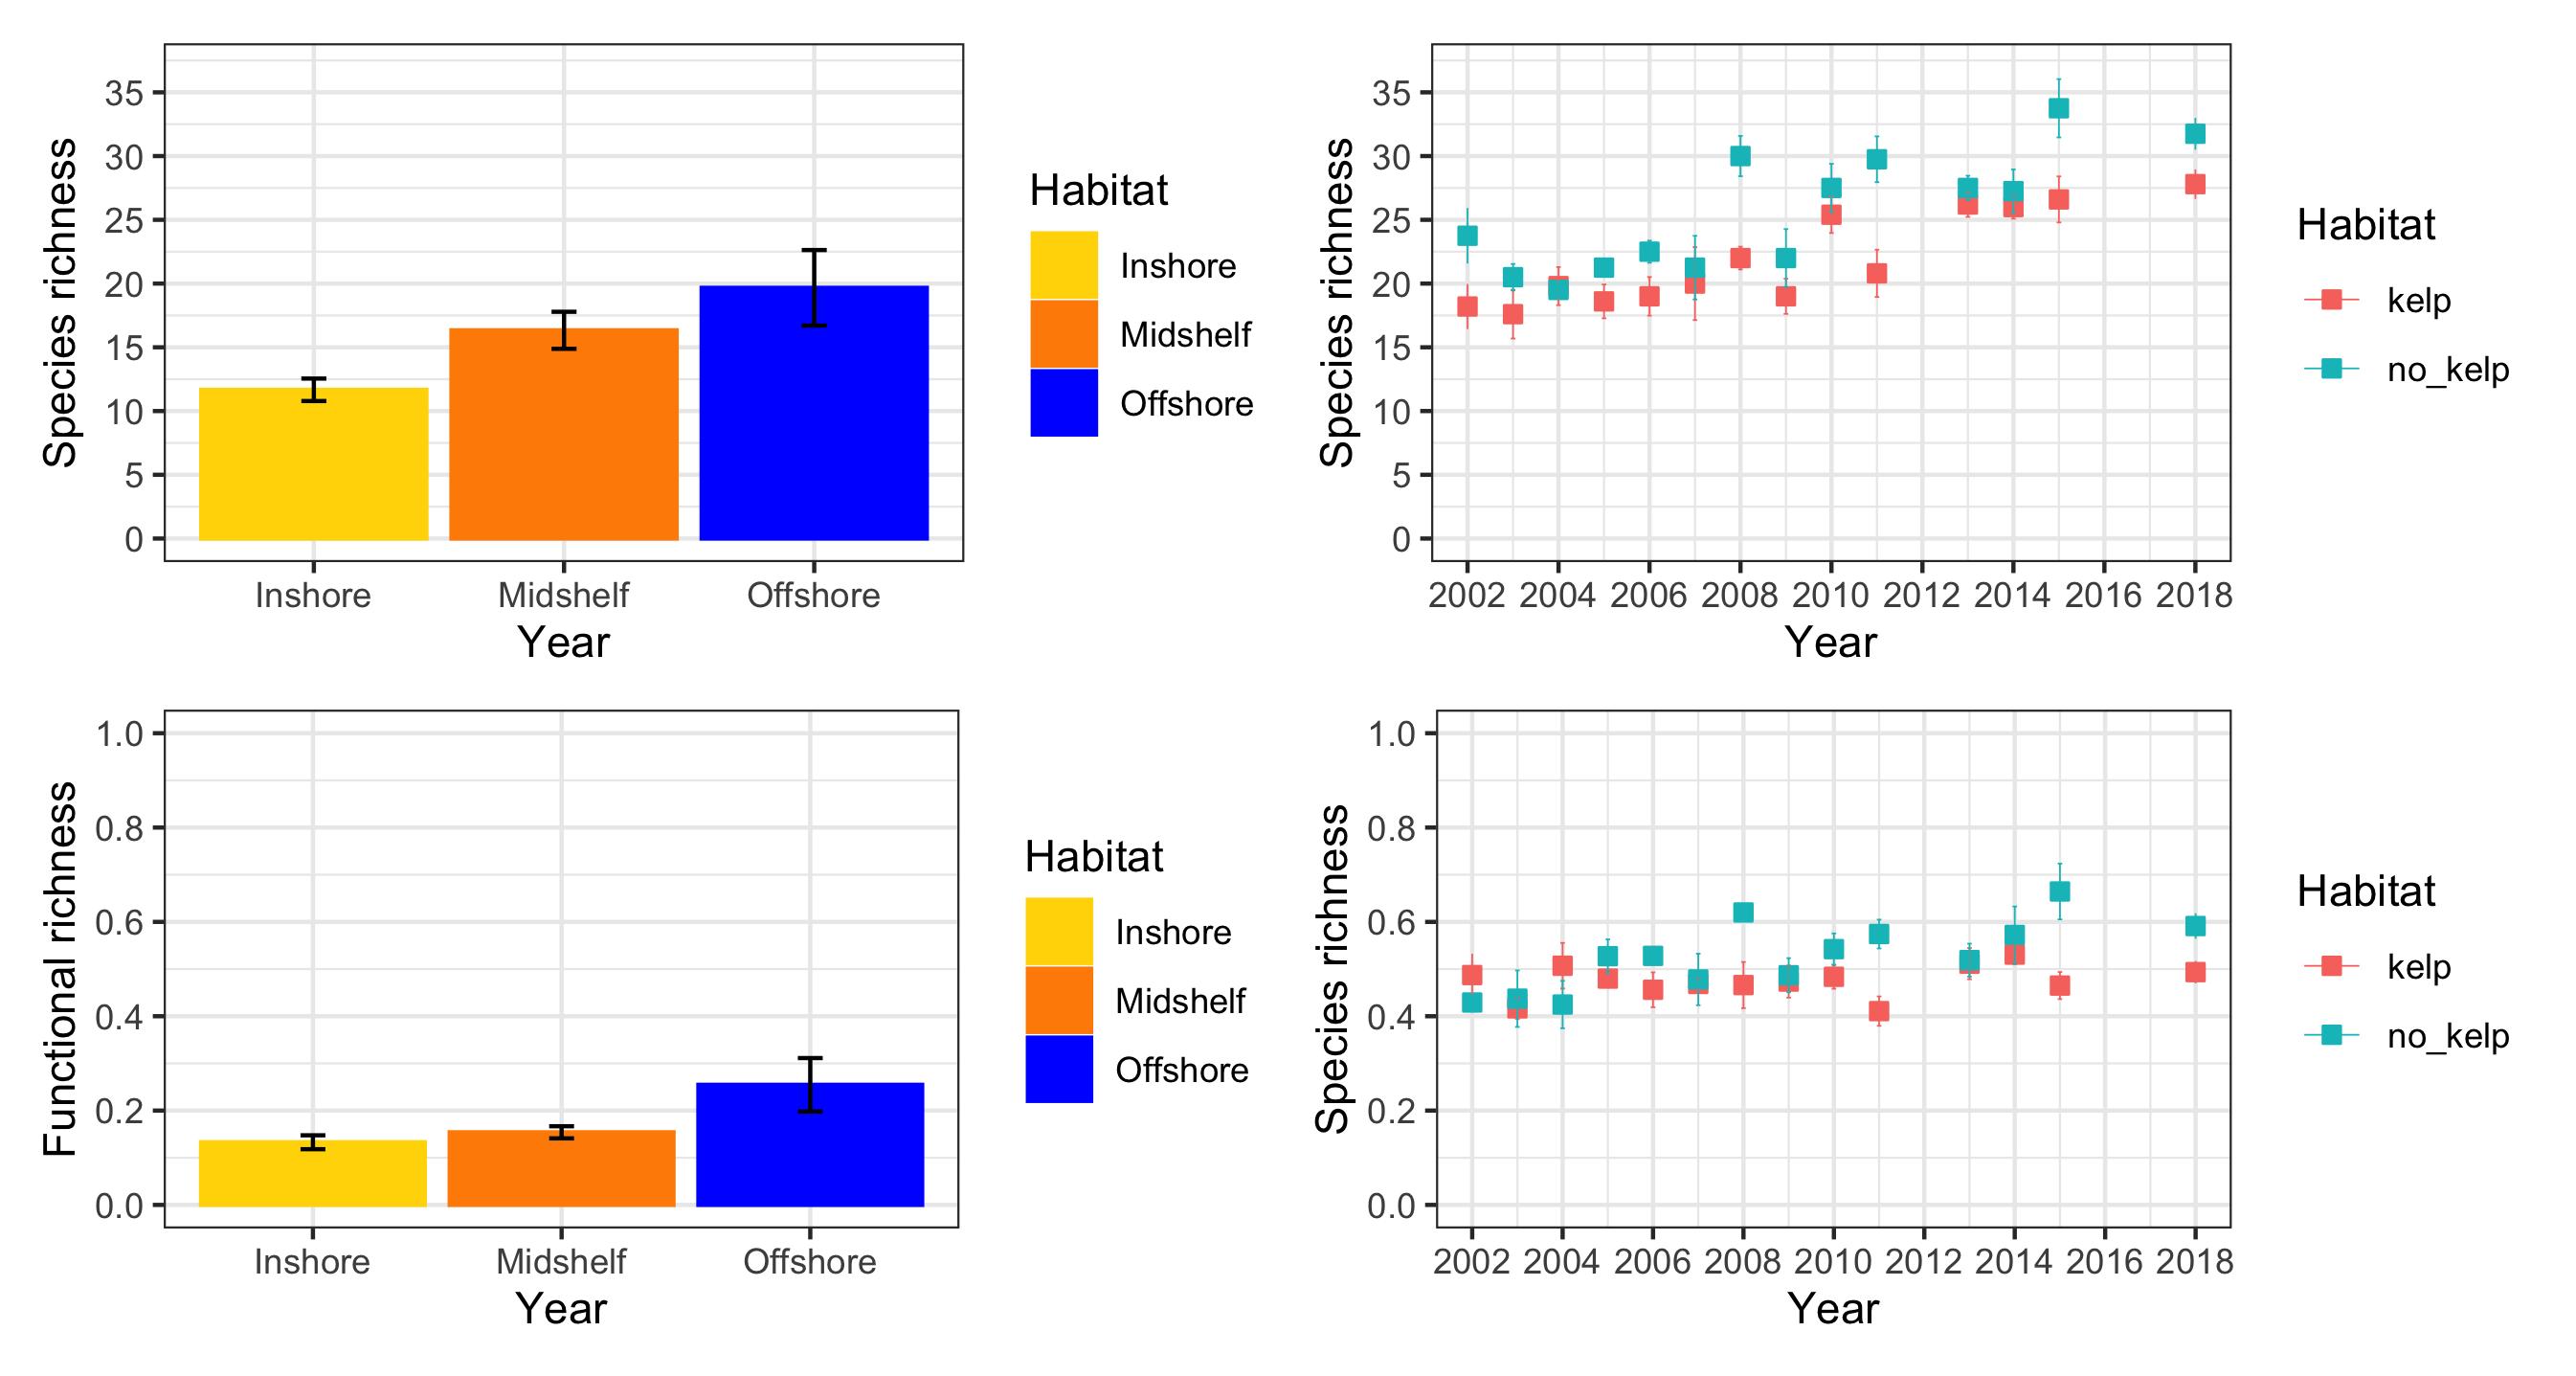 Species richness
35
30
25
20
15
10
5
0
Inshore Midshelf Offshore
Year
Habitat
Inshore
Midshelf
Offshore
Species richness
35
30
25
20
15
10
5
0
2002 2004 2006 2008 2010 2012 2014 2016 2018
Year
Habitat
kelp
no_kelp
Functional richness
1.0
0.8
0.6
0.4
0.2
0.0
Inshore Midshelf Offshore
Year
Habitat
Inshore
Midshelf
Offshore
Species richness
1.0
0.8
0.6
0.4
0.2
0.0
2002 2004 2006 2008 2010 2012 2014 2016 2018
Year
Habitat
kelp
no_kelp